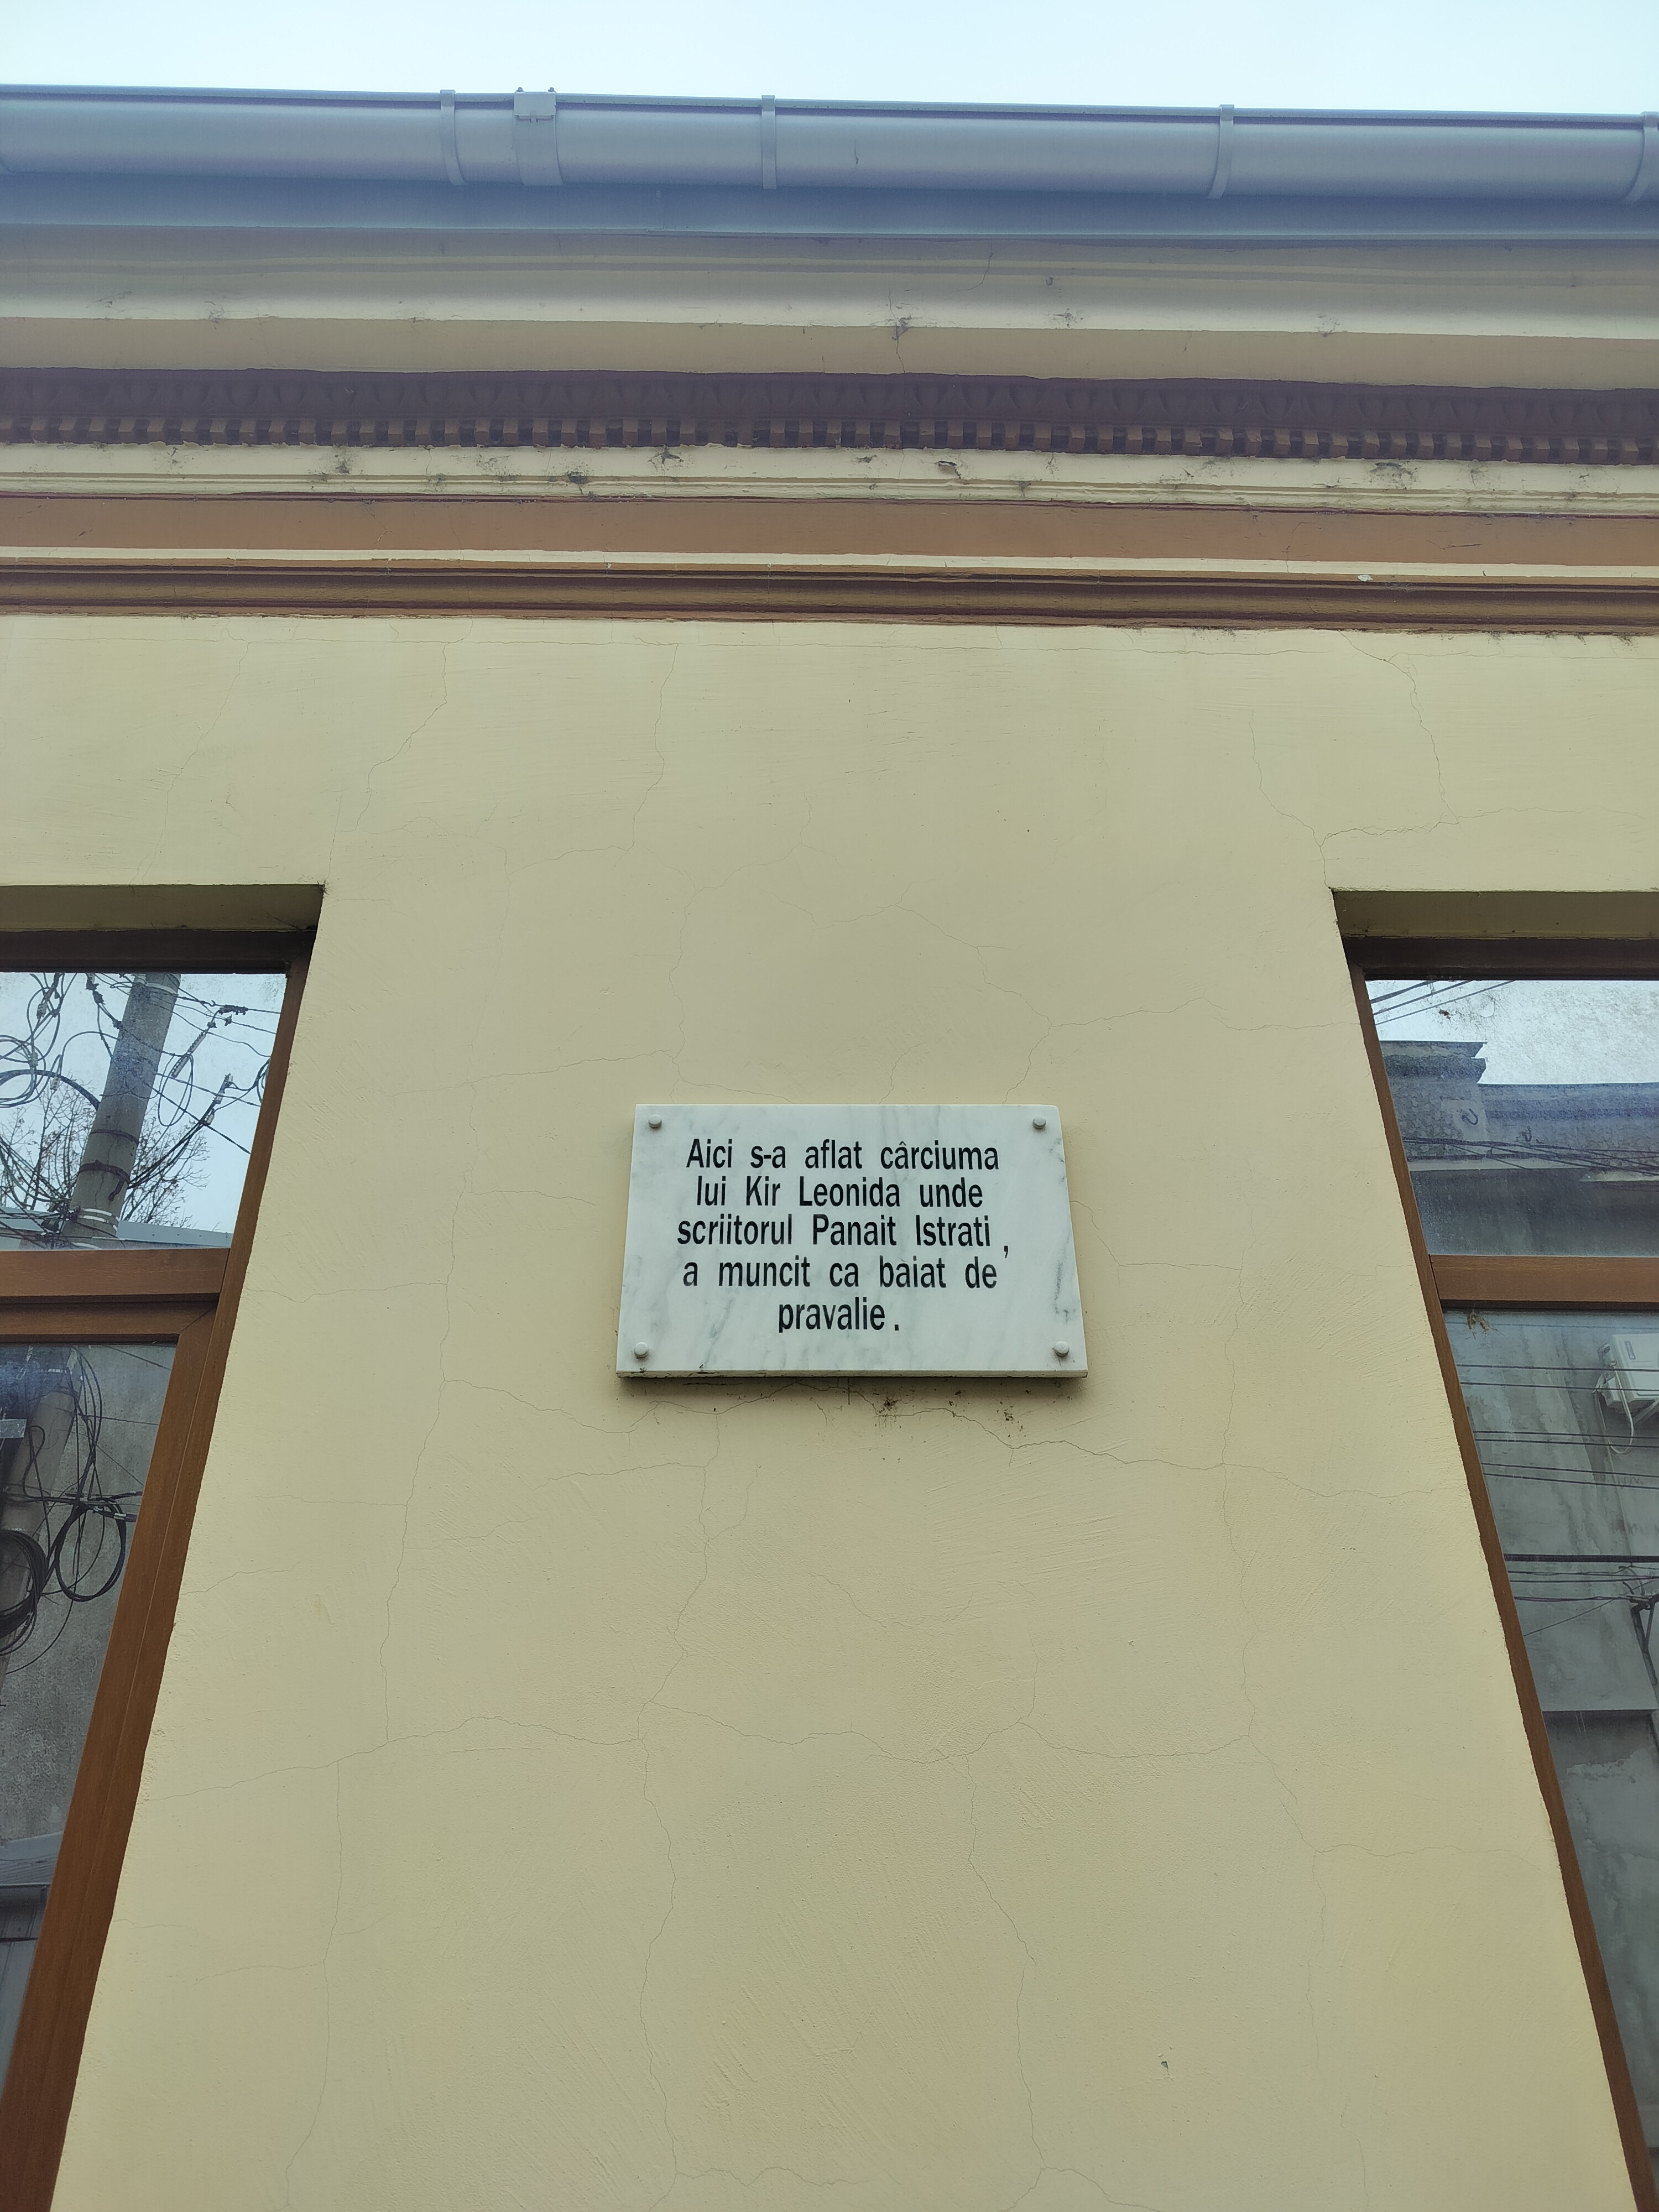 Aici s-a aflat cârciuma
lui Kir Leonida unde
scriitorul Panait Istrati ,
a muncit ca baiat de
pravalie .